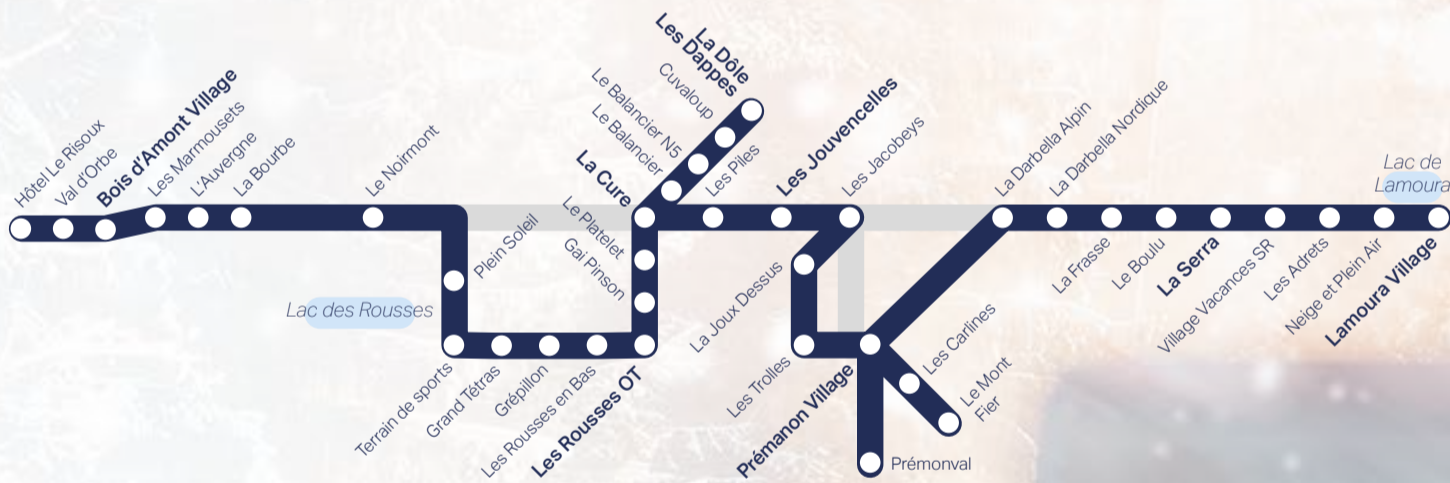 Hôtel Le Risoux
Val d'Orbe
Bois d'Amont Village
Les Marmousets
L'Auvergne
La Bourbe
Le Noirmont
Plein Soleil
Lac des Rousses
Terrain de sports
Grand Tétras
Grépillon
Les Rousses en Bas
Les Rousses OT
Gai Pinson
Le Platelet
La Cure
Le Balancier
Le Balancier N5
Cuvaloup
La Dôle
Les Dappes
Les Piles
Les Jouvencelles
Les Jacobeys
La Joux Dessus
Les Trolles
Prémanon Village
Les Carlines
Le Mont
Fier
Prémonval
La Darbella Alpin
La Darbella Nordique
La Frasse
Le Boulu
La Serra
Village Vacances SR
Les Adrets
Neige et Plein Air
Lamoura Village
Lac de
Lamoura